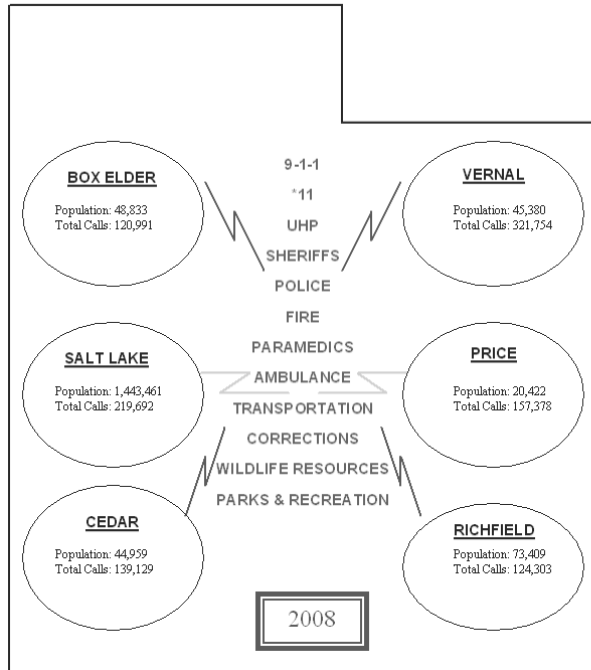 BOX ELDER
Population: 48,833
Total Calls: 120,991
9-1-1
*11
UHP
SHERIFFS
POLICE
FIRE
PARAMEDICS
AMBULANCE
TRANSPORTATION
CORRECTIONS
WILDLIFE RESOURCES
PARKS & RECREATION
VERNAL
Population: 45,380
Total Calls: 321,754
SALT LAKE
Population: 1,443,461
Total Calls: 219,692
PRICE
Population: 20,422
Total Calls: 157,378
CEDAR
Population: 44,959
Total Calls: 139,129
RICHFIELD
Population: 73,409
Total Calls: 124,303
2008